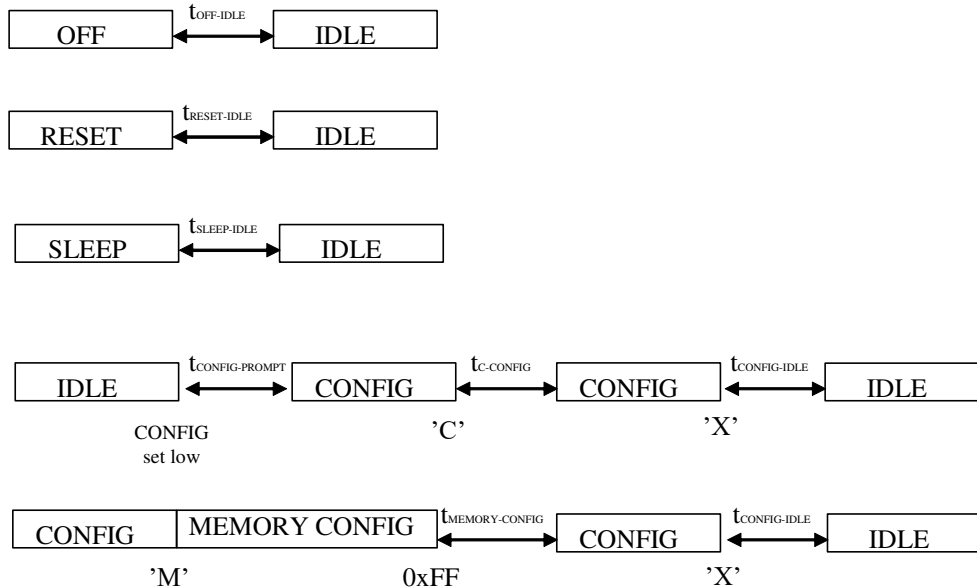 tOFF-IDLE
OFF IDLE
tRESET-IDLE
RESET IDLE
tSLEEP-IDLE
SLEEP IDLE
tCONFIG-PROMPT tC-CONFIG tCONFIG-IDLE
IDLE CONFIG CONFIG IDLE
CONFIG
set low
’C’ ’X’
tMEMORY-CONFIG tCONFIG-IDLE
CONFIG MEMORY CONFIG CONFIG IDLE
’M’ 0xFF ’X’